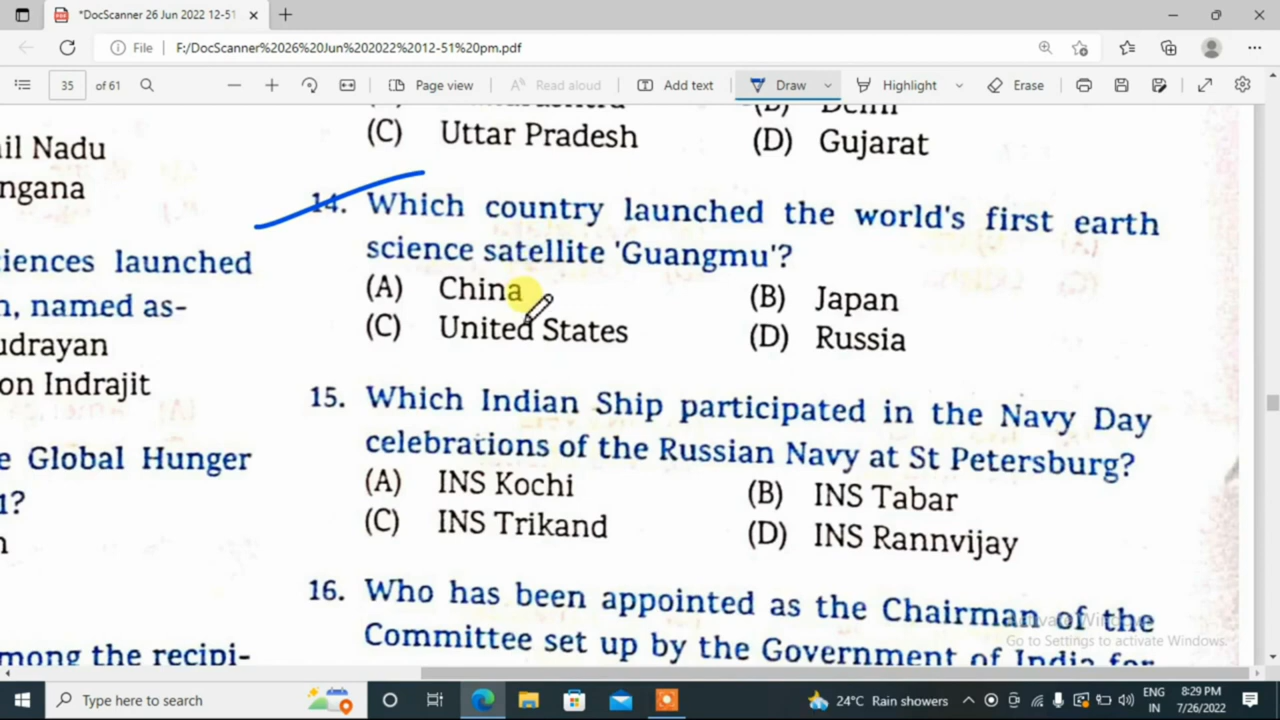 *DocScanner 26 Jun 2022 12-51
File
F:/DocScanner%2026%20Jun%202022%2012-51%20pm.pdf
35 of 61
Page view
Read aloud
Add text
Draw
Highlight
Erase
(C) Uttar Pradesh (D) Gujarat
il Nadu
ngana
14. Which country launched the world's first earth
science satellite 'Guangmu'?
(A) China (B) Japan
(C) United States (D) Russia
iences launched
n, named as-
udrayan
on Indrajit
15. Which Indian Ship participated in the Navy Day
celebrations of the Russian Navy at St Petersburg?
(A) INS Kochi (B) INS Tabar
(C) INS Trikand (D) INS Rannvijay
e Global Hunger
1?
n
16. Who has been appointed as the Chairman of the
Committee set up by the Government of India for
mong the recipi-
Activate Windows
Go to Settings to activate Windows.
Type here to search
24°C Rain showers
ENG
IN
8:29 PM
7/26/2022